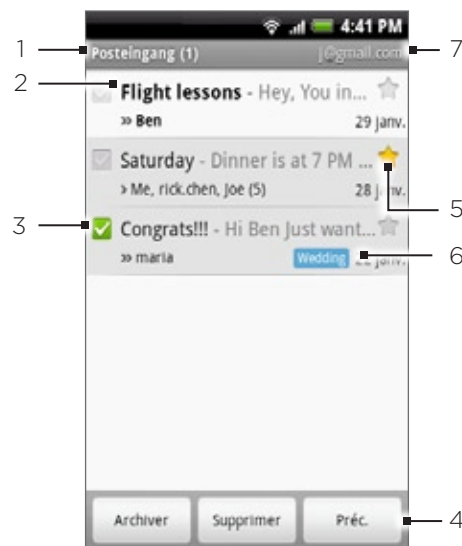 4:41 PM
1 Posteingang (1) j@gmail.com 7
2 Flight lessons - Hey, You in...
» Ben 29 janv.
Saturday - Dinner is at 7 PM ...
› Me, rick.chen, Joe (5) 28 janv.
5
3 Congrats!!! - Hi Ben Just want...
» maria Wedding janv. 6
Archiver Supprimer Préc. 4